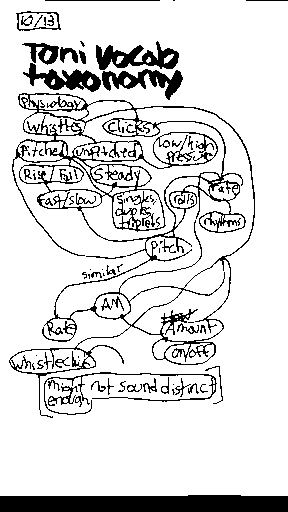 10/13
Toni Vocab
taxonomy
Physiology
Whistles
Clicks
Pitched
unpitched
low/high
pressure
Rise/Fall
Steady
rate
fast/slow
Singles,
duples,
triplets
rolls
rhythms
Pitch
similar
AM
Rate
Amount
on/off
whistleclick
might not sound distinct
enough